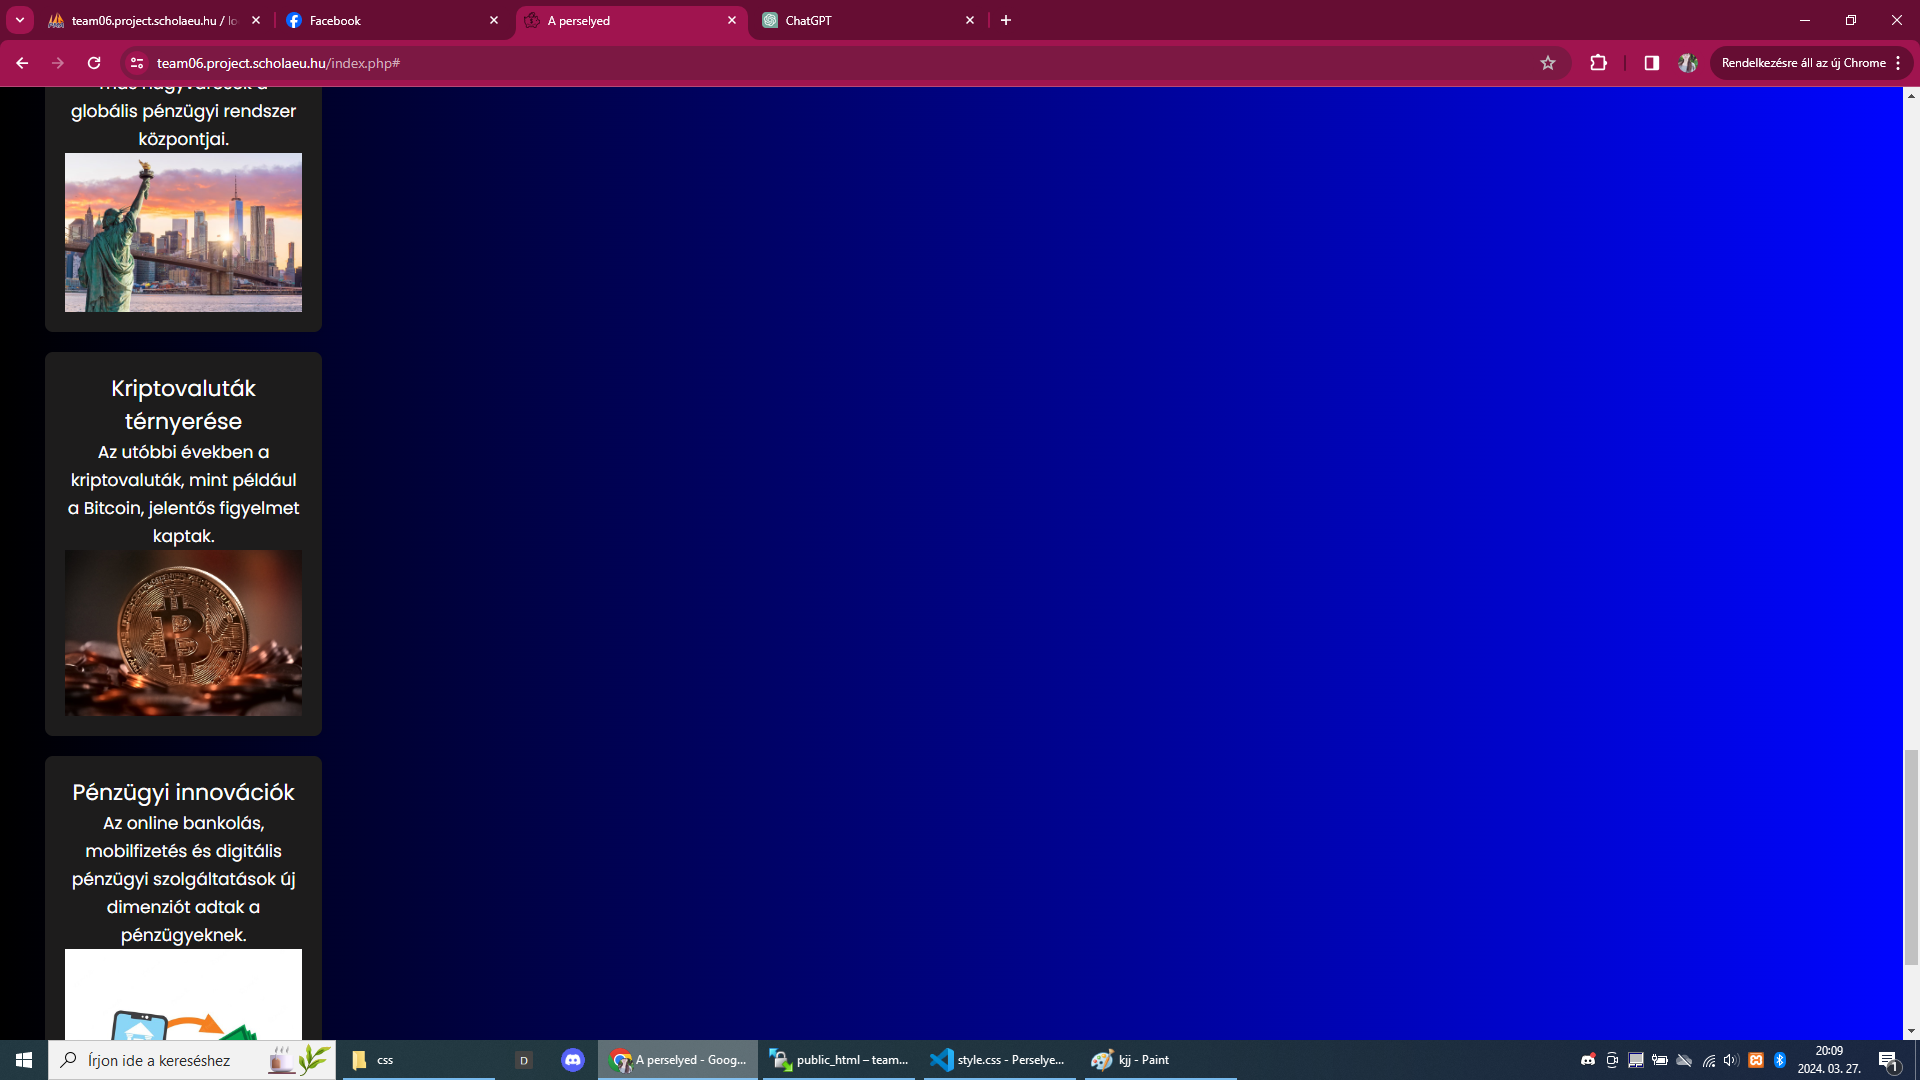 team06.project.scholaeu.hu / lo
Facebook
A perselyed
ChatGPT
team06.project.scholaeu.hu/index.php#
Rendelkezésre áll az új Chrome
más nagyvárosok a
globális pénzügyi rendszer
központjai.
Kriptovaluták
térnyerése
Az utóbbi években a
kriptovaluták, mint például
a Bitcoin, jelentős figyelmet
kaptak.
Pénzügyi innovációk
Az online bankolás,
mobilfizetés és digitális
pénzügyi szolgáltatások új
dimenziót adtak a
pénzügyeknek.
Írjon ide a kereséshez
css
D
A perselyed - Goog...
public_html – team...
style.css - Perselye...
kjj - Paint
20:09
2024. 03. 27.
1